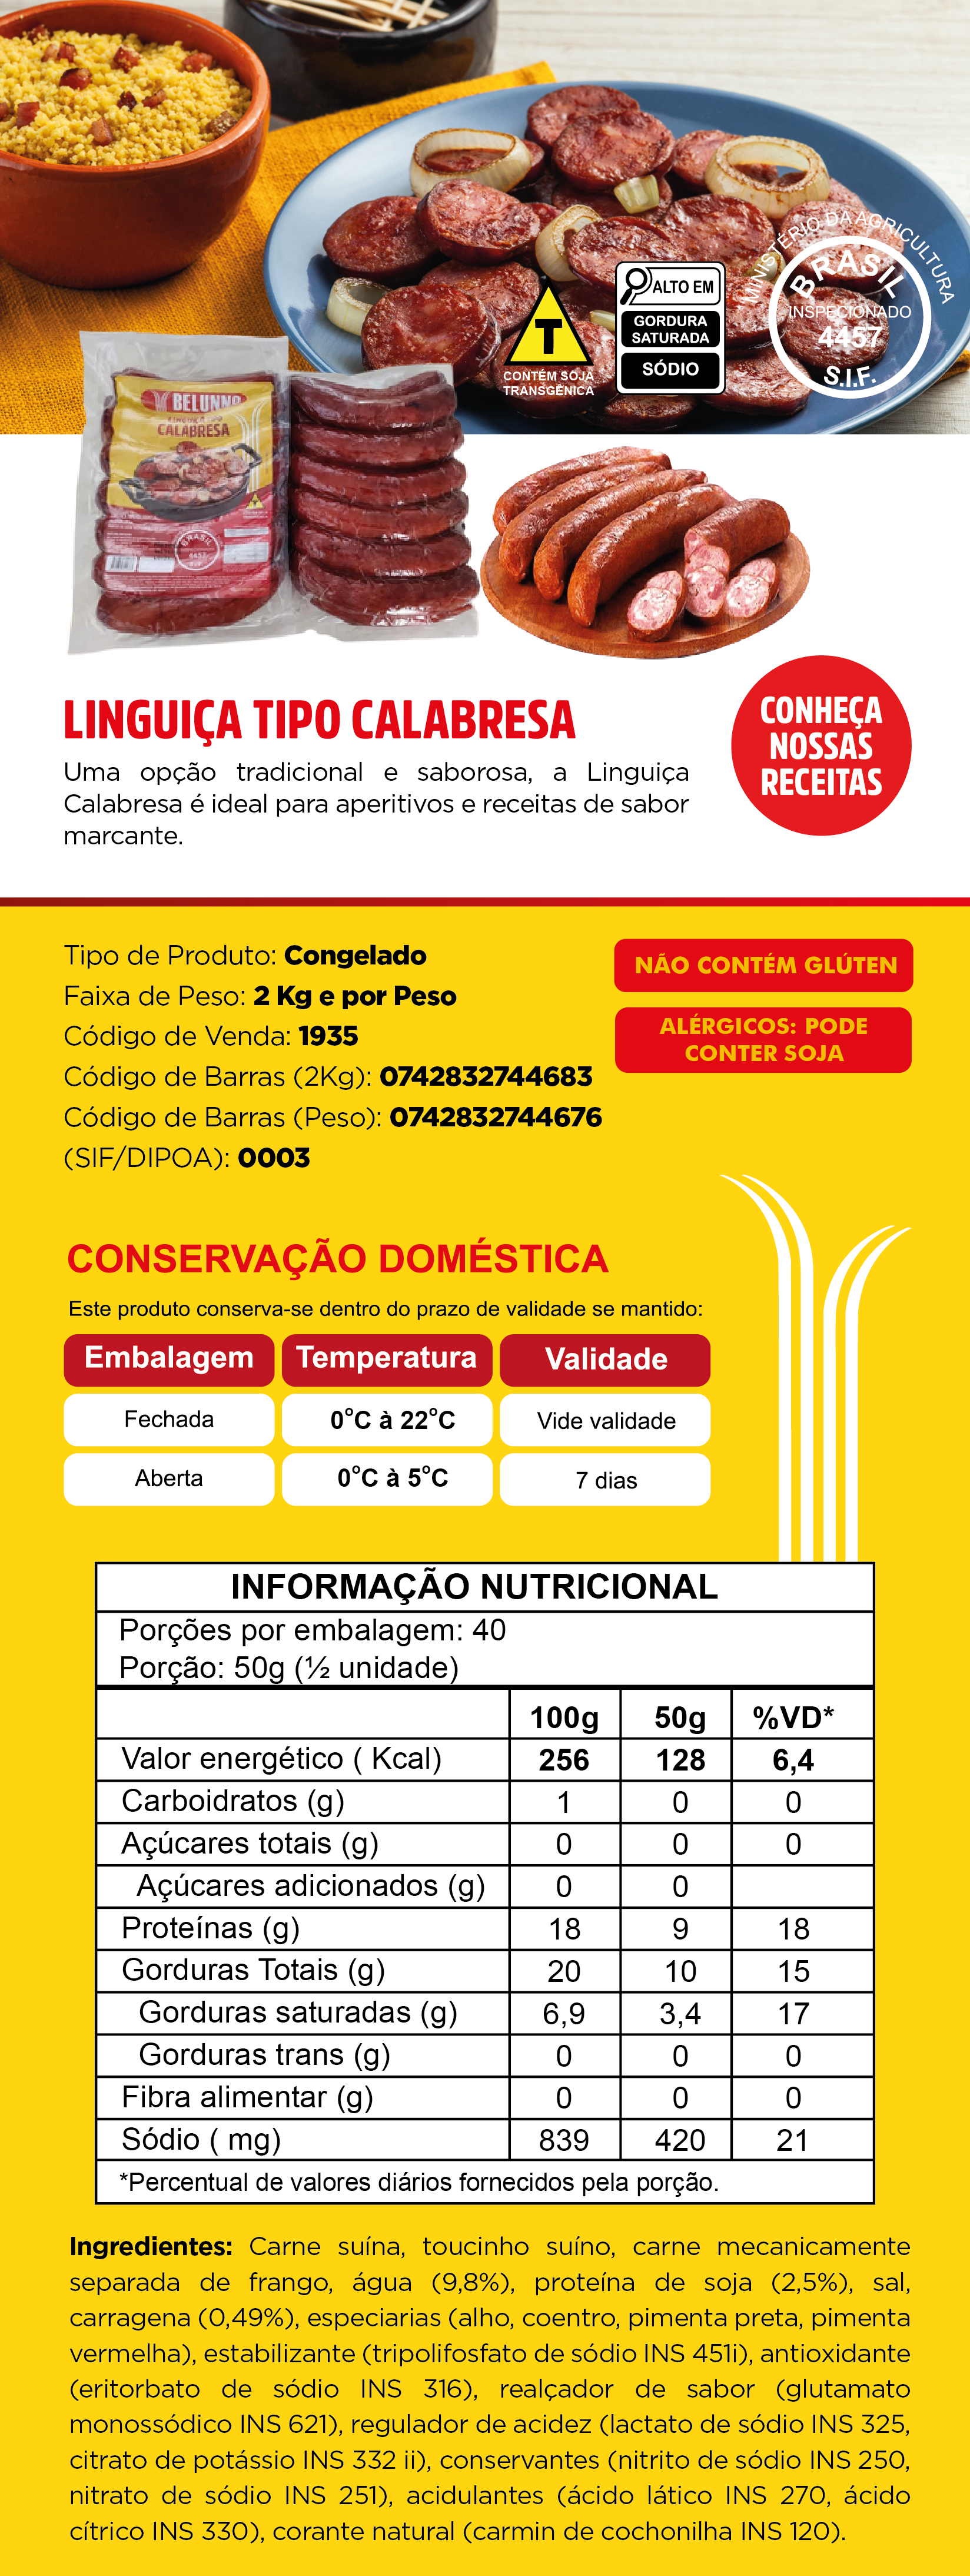 MINISTÉRIO DA AGRICULTURA
BRASIL
INSPECIONADO
4457
S.I.F.
T
CONTÉM SOJA
TRANSGÊNICA
ALTO EM
GORDURA
SATURADA
SÓDIO
BELUNNO
CALABRESA
T
BRASIL
4457
LINGUIÇA TIPO CALABRESA
Uma opção tradicional e saborosa, a Linguiça
Calabresa é ideal para aperitivos e receitas de sabor
marcante.
CONHEÇA
NOSSAS
RECEITAS
Tipo de Produto: Congelado
Faixa de Peso: 2 Kg e por Peso
Código de Venda: 1935
Código de Barras (2Kg): 0742832744683
Código de Barras (Peso): 0742832744676
(SIF/DIPOA): 0003
NÃO CONTÉM GLÚTEN
ALÉRGICOS: PODE
CONTER SOJA
CONSERVAÇÃO DOMÉSTICA
Este produto conserva-se dentro do prazo de validade se mantido:
Embalagem Temperatura Validade
Fechada 0°C à 22°C Vide validade
Aberta 0°C à 5°C 7 dias
INFORMAÇÃO NUTRICIONAL
Porções por embalagem: 40
Porção: 50g (½ unidade)
100g 50g %VD*
Valor energético ( Kcal) 256 128 6,4
Carboidratos (g) 1 0 0
Açúcares totais (g) 0 0 0
Açúcares adicionados (g) 0 0
Proteínas (g) 18 9 18
Gorduras Totais (g) 20 10 15
Gorduras saturadas (g) 6,9 3,4 17
Gorduras trans (g) 0 0 0
Fibra alimentar (g) 0 0 0
Sódio ( mg) 839 420 21
*Percentual de valores diários fornecidos pela porção.
Ingredientes: Carne suína, toucinho suíno, carne mecanicamente
separada de frango, água (9,8%), proteína de soja (2,5%), sal,
carragena (0,49%), especiarias (alho, coentro, pimenta preta, pimenta
vermelha), estabilizante (tripolifosfato de sódio INS 451i), antioxidante
(eritorbato de sódio INS 316), realçador de sabor (glutamato
monossódico INS 621), regulador de acidez (lactato de sódio INS 325,
citrato de potássio INS 332 ii), conservantes (nitrito de sódio INS 250,
nitrato de sódio INS 251), acidulantes (ácido lático INS 270, ácido
cítrico INS 330), corante natural (carmin de cochonilha INS 120).